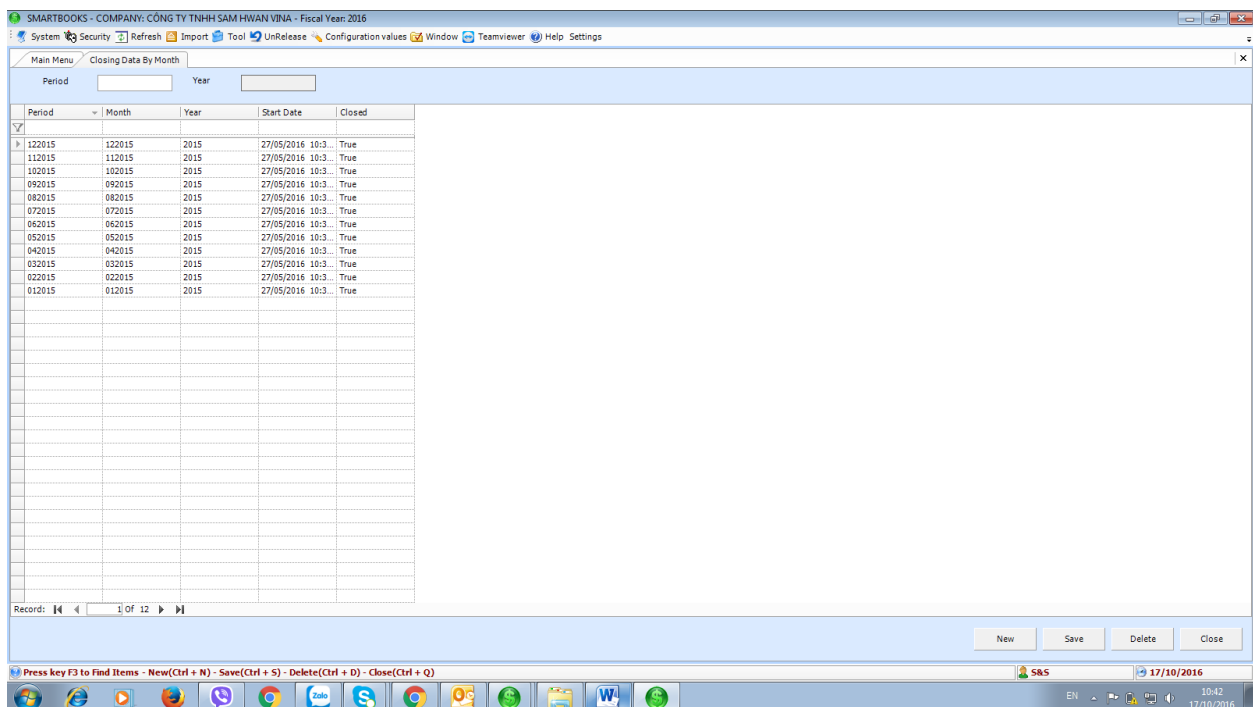 SMARTBOOKS - COMPANY: CÔNG TY TNHH SAM HWAN VINA - Fiscal Year: 2016
System Security Refresh Import Tool UnRelease Configuration values Window Teamviewer Help Settings
Main Menu Closing Data By Month
Period Year
Period Month Year Start Date Closed
122015 122015 2015 27/05/2016 10:3... True
112015 112015 2015 27/05/2016 10:3... True
102015 102015 2015 27/05/2016 10:3... True
092015 092015 2015 27/05/2016 10:3... True
082015 082015 2015 27/05/2016 10:3... True
072015 072015 2015 27/05/2016 10:3... True
062015 062015 2015 27/05/2016 10:3... True
052015 052015 2015 27/05/2016 10:3... True
042015 042015 2015 27/05/2016 10:3... True
032015 032015 2015 27/05/2016 10:3... True
022015 022015 2015 27/05/2016 10:3... True
012015 012015 2015 27/05/2016 10:3... True
Record: 1 Of 12
New Save Delete Close
Press key F3 to Find Items - New(Ctrl + N) - Save(Ctrl + S) - Delete(Ctrl + D) - Close(Ctrl + Q) S&S 17/10/2016
Zalo EN 10:42
17/10/2016